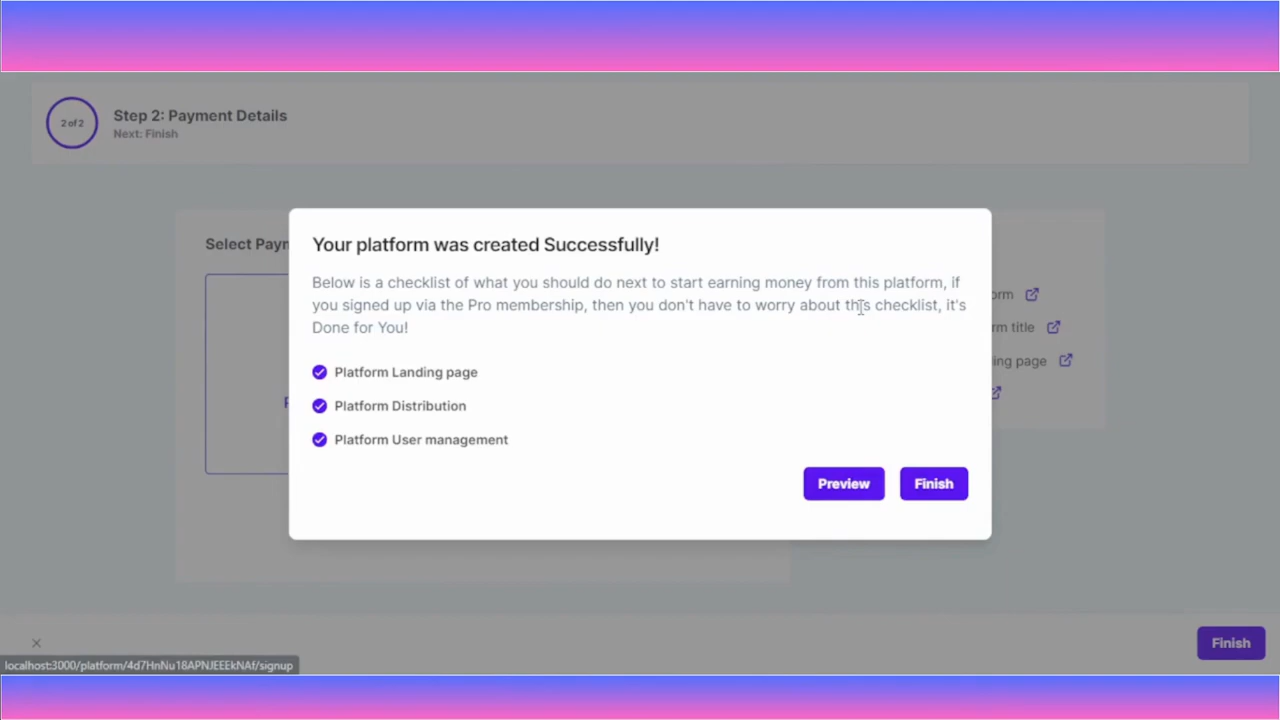 2 of 2
Step 2: Payment Details
Next: Finish
Select Payn
Your platform was created Successfully!
Below is a checklist of what you should do next to start earning money from this platform, if
you signed up via the Pro membership, then you don't have to worry about this checklist, it's
Done for You!
orm
rm title
ing page
Platform Landing page
Platform Distribution
Platform User management
Preview
Finish
Finish
localhost:3000/platform/4d7HnNu18APNJEEEkNAf/signup